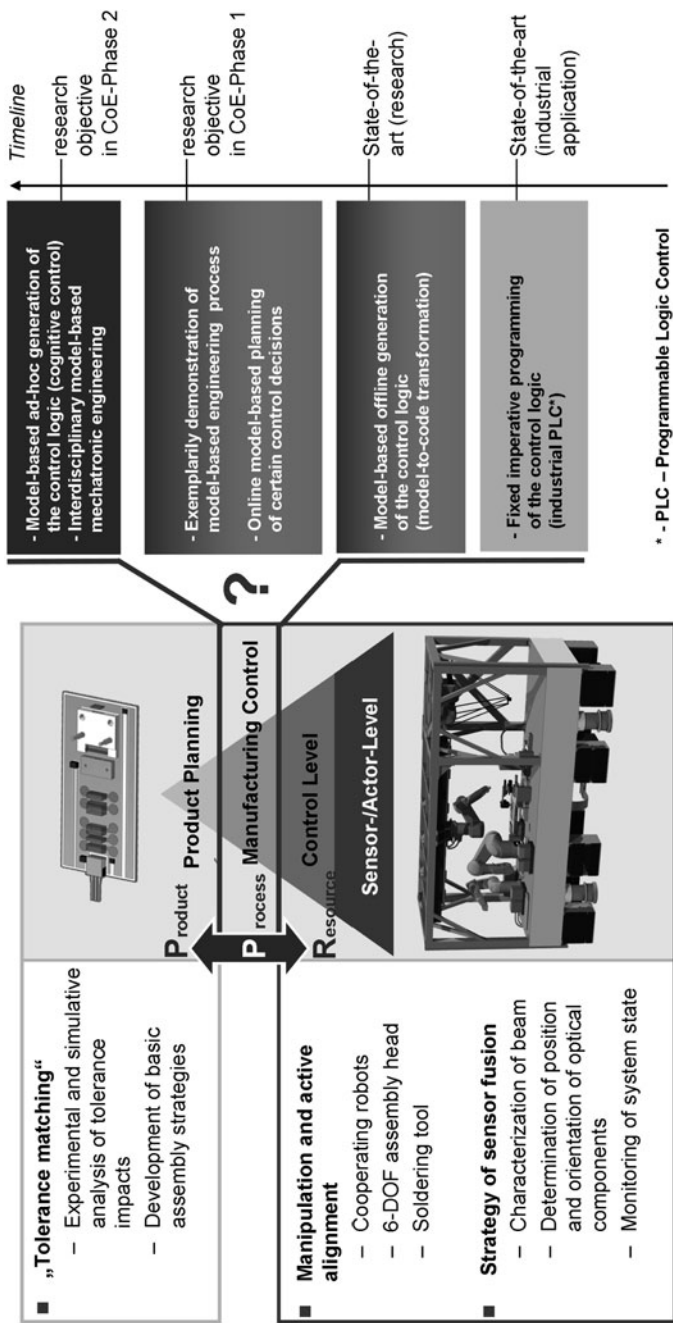 ■ „Tolerance matching“
– Experimental and simulative
analysis of tolerance
impacts
– Development of basic
assembly strategies
■ Manipulation and active
alignment
– Cooperating robots
– 6-DOF assembly head
– Soldering tool
■ Strategy of sensor fusion
– Characterization of beam
– Determination of position
and orientation of optical
components
– Monitoring of system state
Product
Process
Resource
Product Planning
Manufacturing Control
Control Level
Sensor-/Actor-Level
?
- Model-based ad-hoc generation of
the control logic (cognitive control)
- Interdisciplinary model-based
mechatronic engineering
- Exemplarily demonstration of
model-based engineering process
- Online model-based planning
of certain control decisions
- Model-based offline generation
of the control logic
(model-to-code transformation)
- Fixed imperative programming
of the control logic
(industrial PLC*)
Timeline
research
objective
in CoE-Phase 2
research
objective
in CoE-Phase 1
State-of-the-
art (research)
State-of-the-art
(industrial
application)
* - PLC – Programmable Logic Control